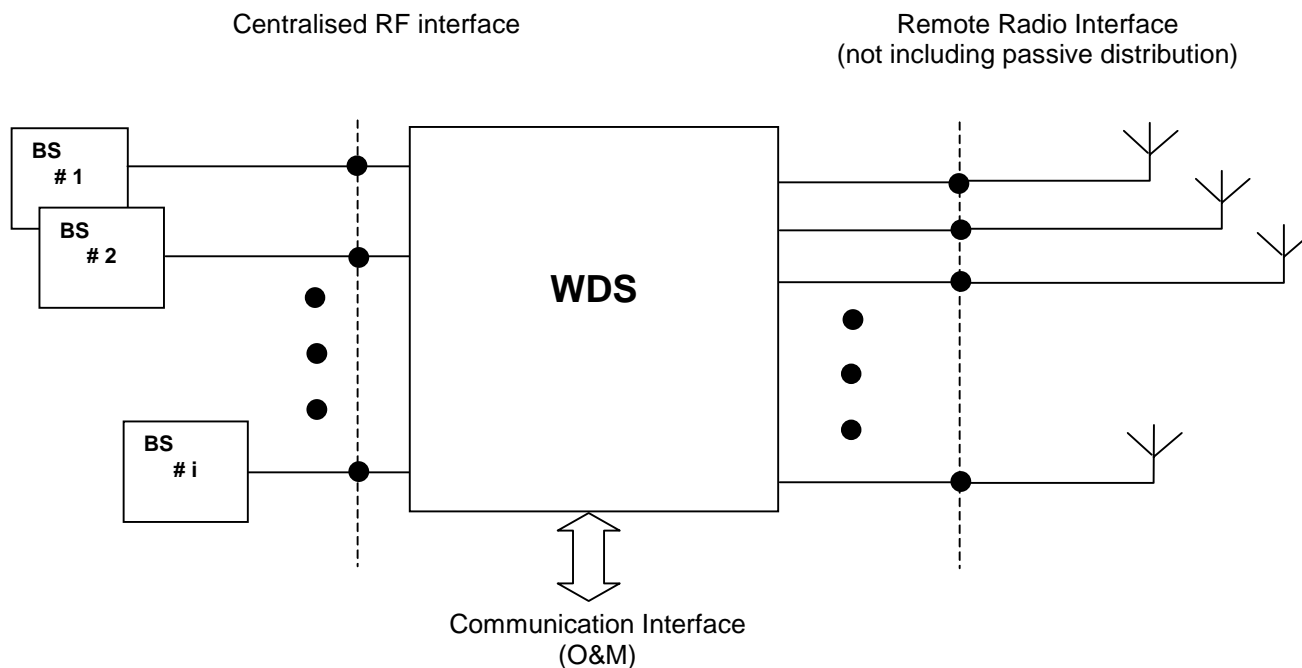 Centralised RF interface
Remote Radio Interface
(not including passive distribution)
BS
# 1
BS
# 2
WDS
BS
# i
Communication Interface
(O&M)